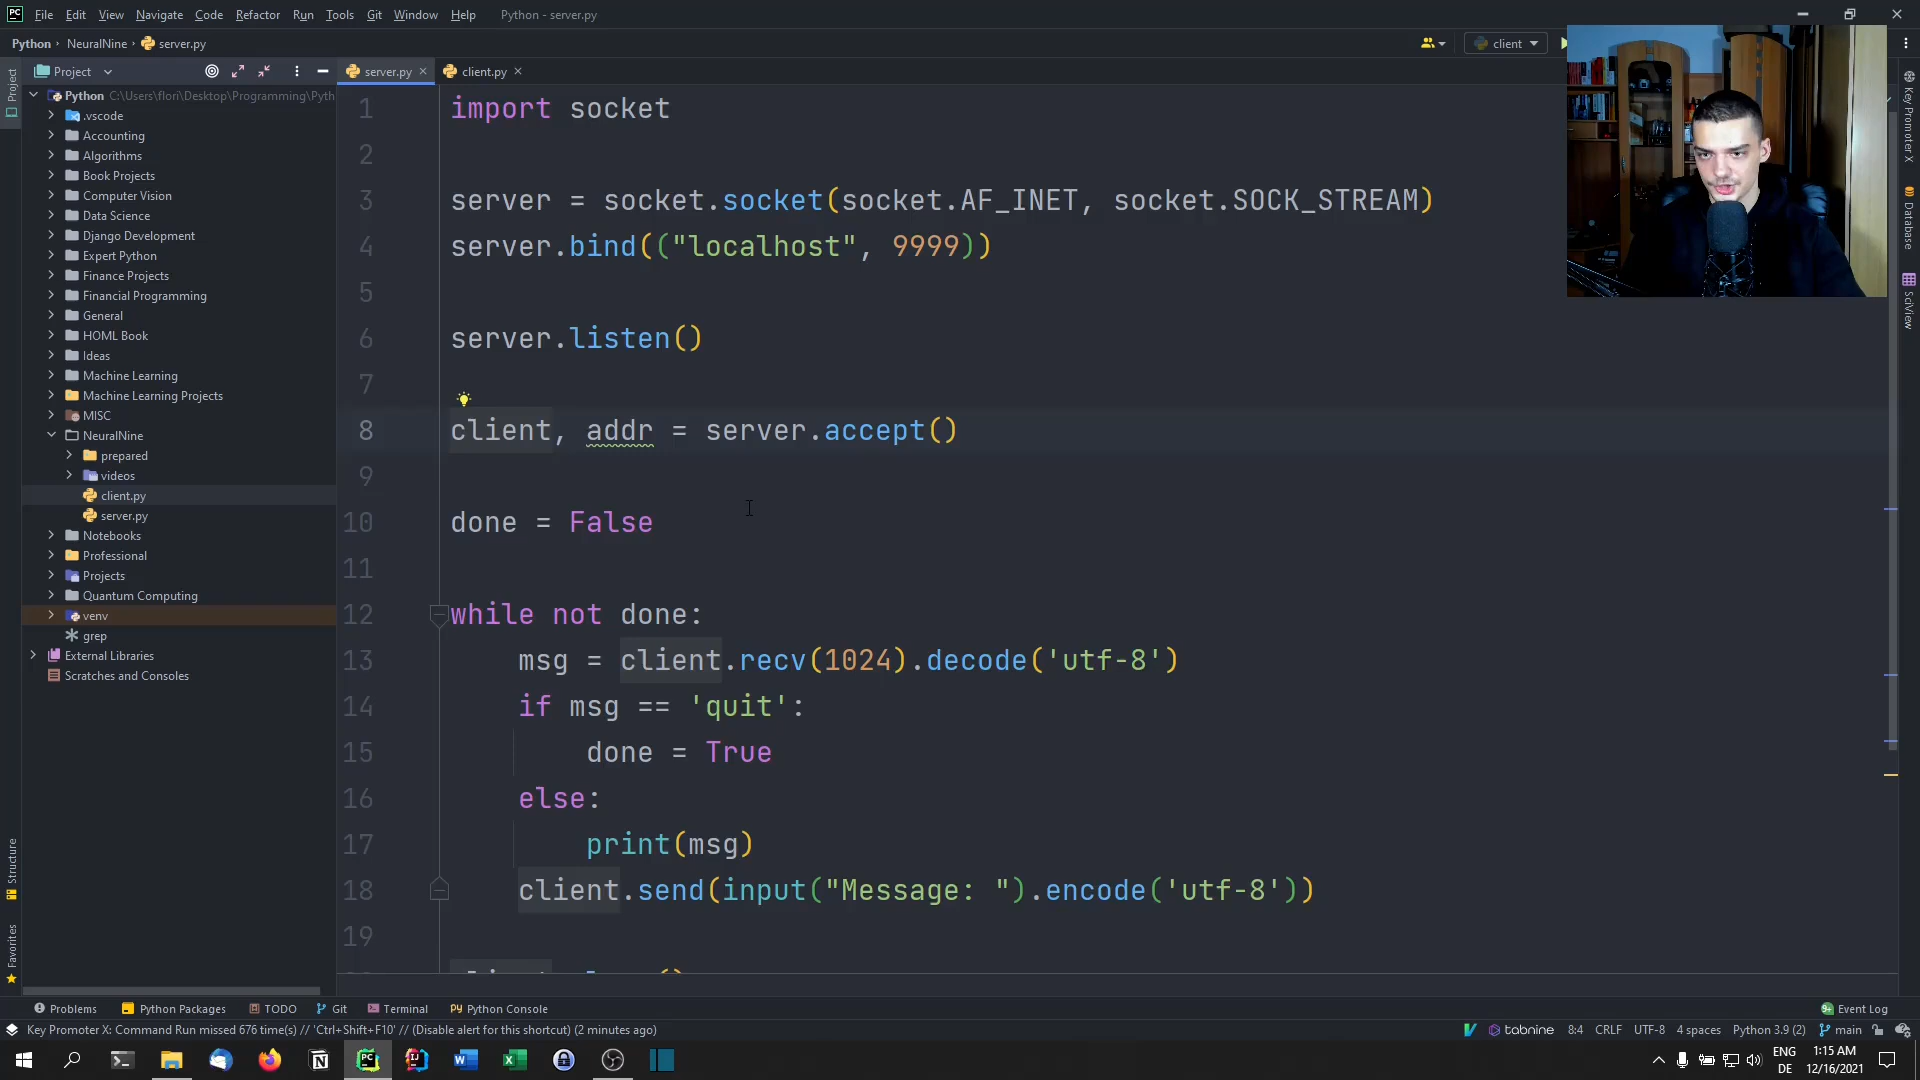 File Edit View Navigate Code Refactor Run Tools Git Window Help Python - server.py
Python › NeuralNine › server.py
client
Project
server.py
client.py
Python C:\Users\flori\Desktop\Programming\Pyth
.vscode
Accounting
Algorithms
Book Projects
Computer Vision
Data Science
Django Development
Expert Python
Finance Projects
Financial Programming
General
HOML Book
Ideas
Machine Learning
Machine Learning Projects
MISC
NeuralNine
prepared
videos
client.py
server.py
Notebooks
Professional
Projects
Quantum Computing
venv
grep
External Libraries
Scratches and Consoles
Project
Structure
Favorites
1 import socket
2
3 server = socket.socket(socket.AF_INET, socket.SOCK_STREAM)
4 server.bind(("localhost", 9999))
5
6 server.listen()
7
8 client, addr = server.accept()
9
10 done = False
11
12 while not done:
13 msg = client.recv(1024).decode('utf-8')
14 if msg == 'quit':
15 done = True
16 else:
17 print(msg)
18 client.send(input("Message: ").encode('utf-8'))
19
Key Promoter X
Database
SciView
Problems Python Packages TODO Git Terminal Python Console Event Log
Key Promoter X: Command Run missed 676 time(s) // 'Ctrl+Shift+F10' // (Disable alert for this shortcut) (2 minutes ago)
tabnine 8:4 CRLF UTF-8 4 spaces Python 3.9 (2) main
ENG
DE
1:15 AM
12/16/2021